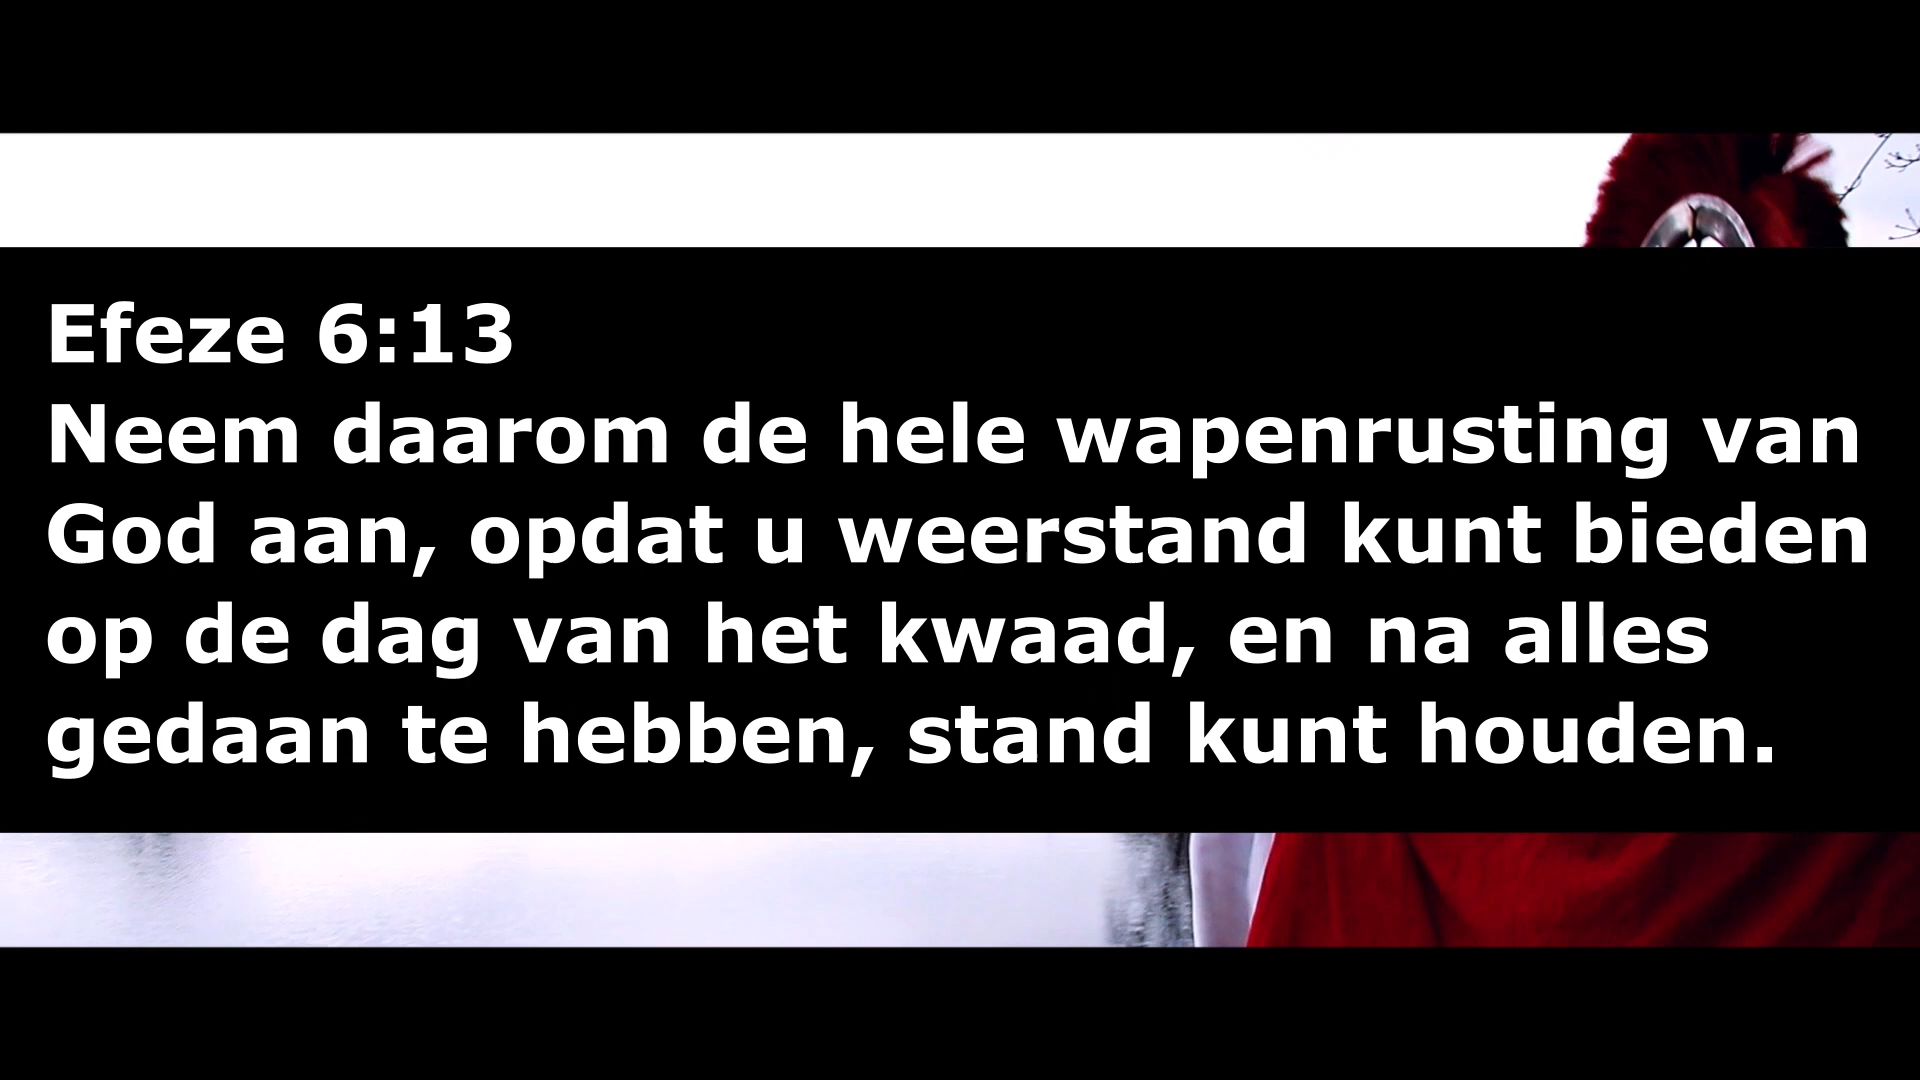 Efeze 6:13
Neem daarom de hele wapenrusting van
God aan, opdat u weerstand kunt bieden
op de dag van het kwaad, en na alles
gedaan te hebben, stand kunt houden.